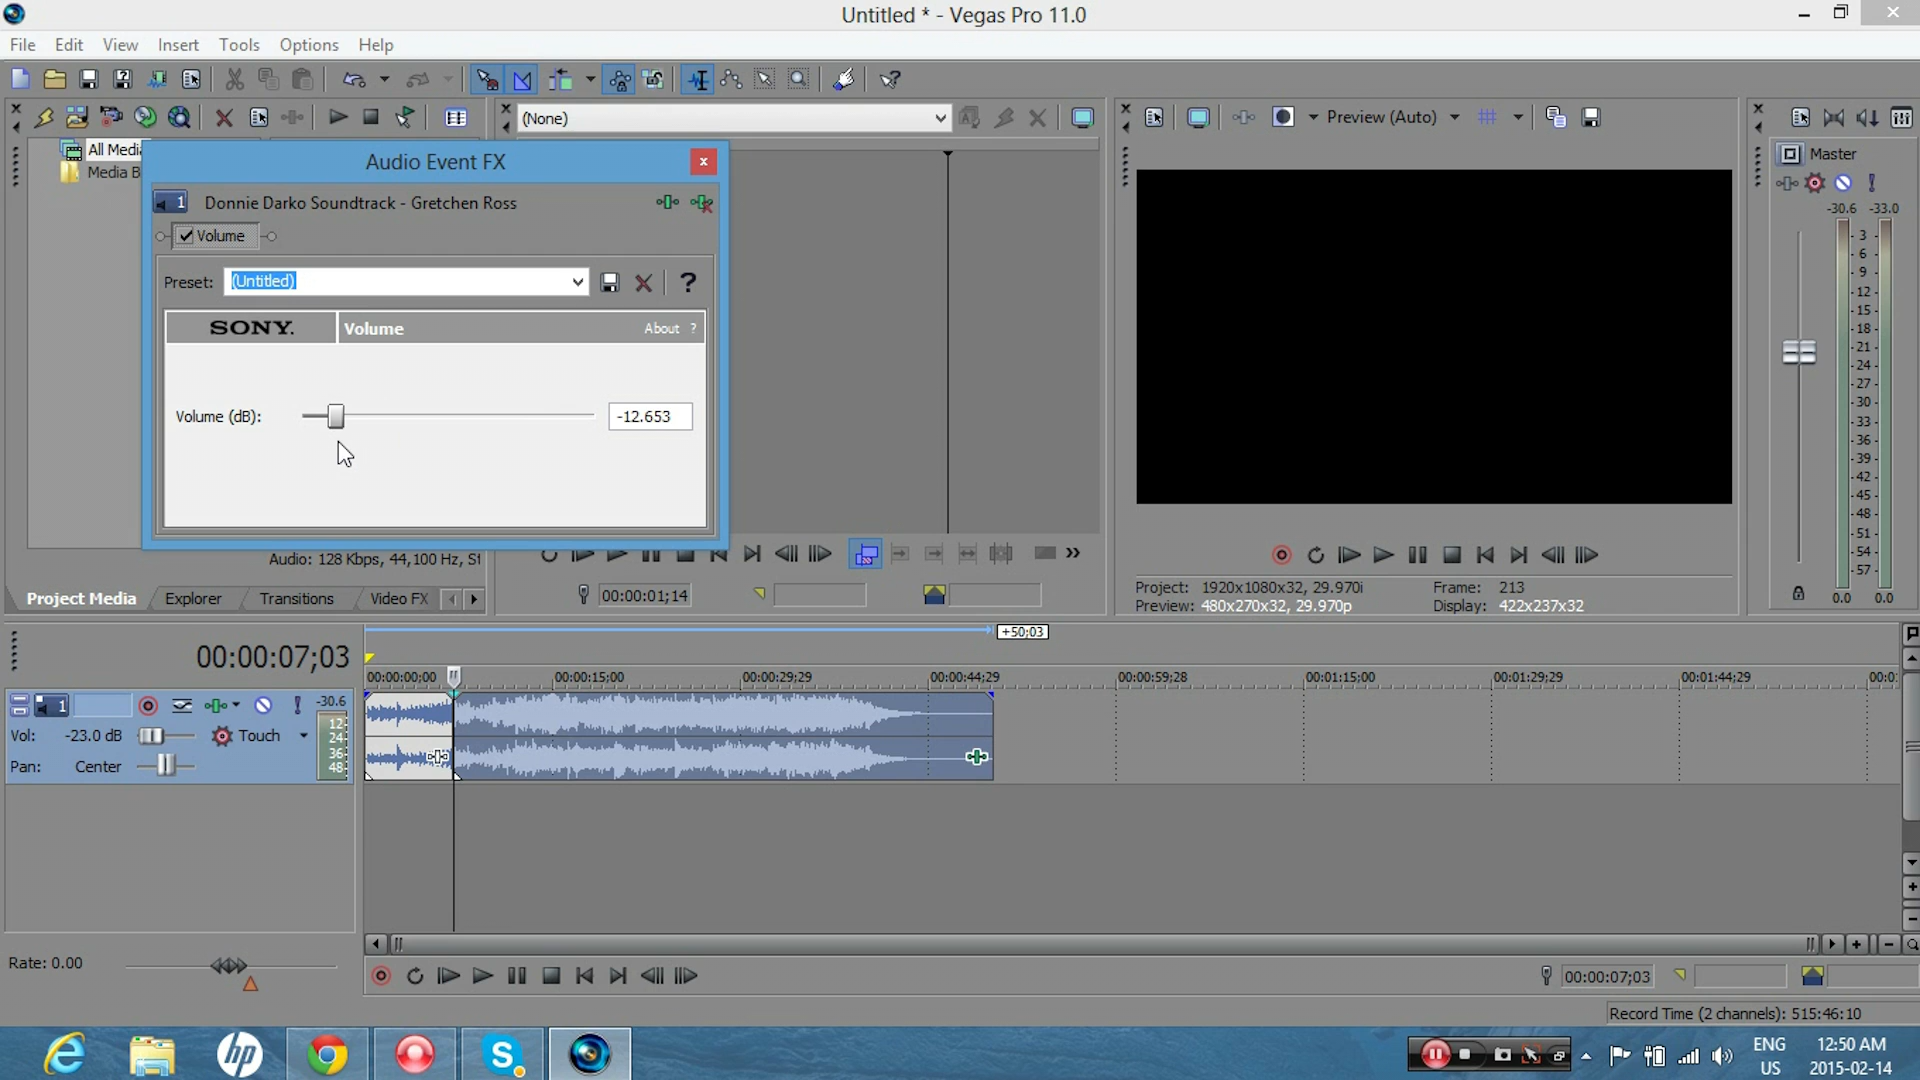 Untitled * - Vegas Pro 11.0
File Edit View Insert Tools Options Help
(None)
Preview (Auto)
All Media
Media B
Audio Event FX
Master
1 Donnie Darko Soundtrack - Gretchen Ross
Volume
-30.6 -33.0
Preset: (Untitled)
SONY. Volume About ?
Volume (dB): -12.653
- 3 -
- 6 -
- 9 -
- 12 -
- 15 -
- 18 -
- 21 -
- 24 -
- 27 -
- 30 -
- 33 -
- 36 -
- 39 -
- 42 -
- 45 -
- 48 -
- 51 -
- 54 -
- 57 -
0.0 0.0
Audio: 128 Kbps, 44,100 Hz, St
Project Media Explorer Transitions Video FX
00:00:01;14
Project: 1920x1080x32, 29.970i Frame: 213
Preview: 480x270x32, 29.970p Display: 422x237x32
+50;03
00:00:07;03
00:00:00;00 00:00:15;00 00:00:29;29 00:00:44;29 00:00:59;28 00:01:15;00 00:01:29;29 00:01:44;29 00:0
1 -30.6
Vol: -23.0 dB Touch
Pan: Center
12
24
36
48
Rate: 0.00
00:00:07;03
Record Time (2 channels): 515:46:10
ENG
US
12:50 AM
2015-02-14